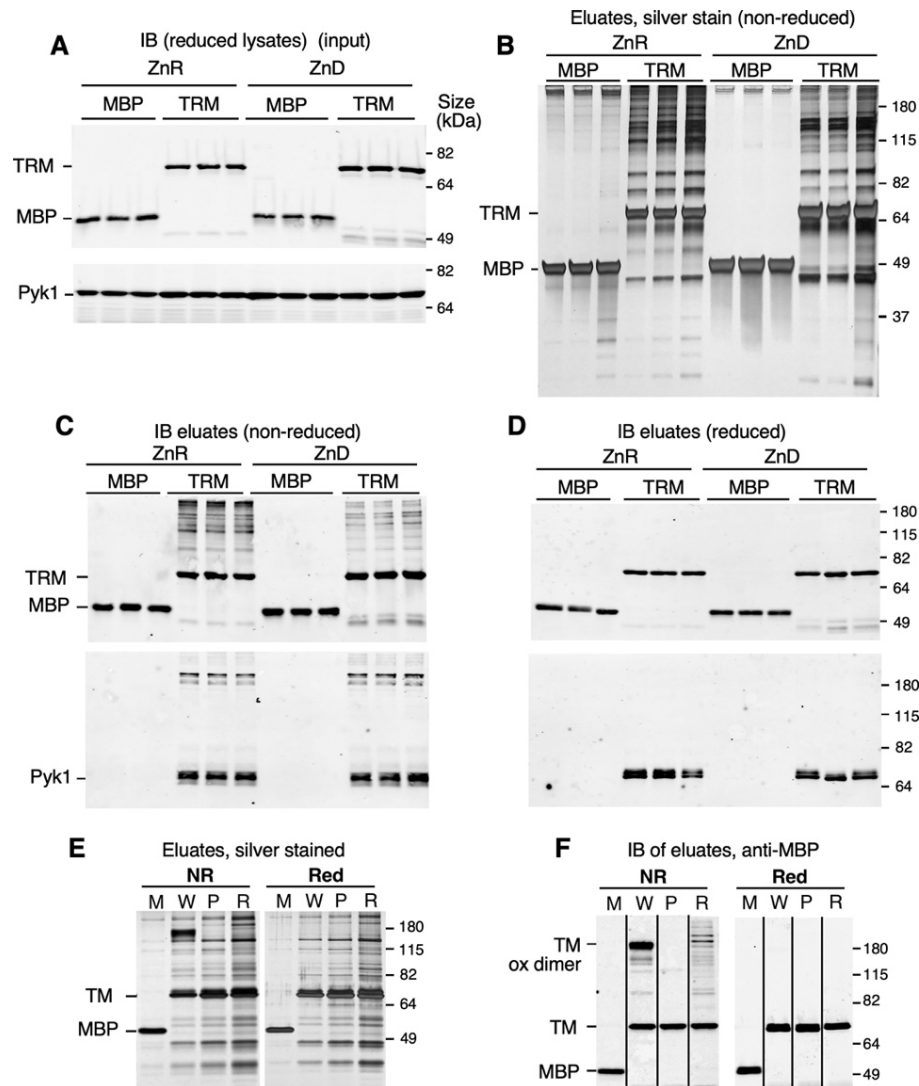 A
IB (reduced lysates) (input)
ZnR ZnD
MBP TRM MBP TRM
Size
(kDa)
TRM
82
64
MBP
49
82
Pyk1
64
B
Eluates, silver stain (non-reduced)
ZnR ZnD
MBP TRM MBP TRM
180
115
82
TRM
64
MBP
49
37
C
IB eluates (non-reduced)
ZnR ZnD
MBP TRM MBP TRM
TRM
MBP
Pyk1
D
IB eluates (reduced)
ZnR ZnD
MBP TRM MBP TRM
180
115
82
64
49
180
115
82
64
E
Eluates, silver stained
NR Red
M W P R M W P R
180
115
82
TM
64
MBP
49
F
IB of eluates, anti-MBP
NR Red
M W P R M W P R
TM
ox dimer
180
115
82
TM
64
MBP
49